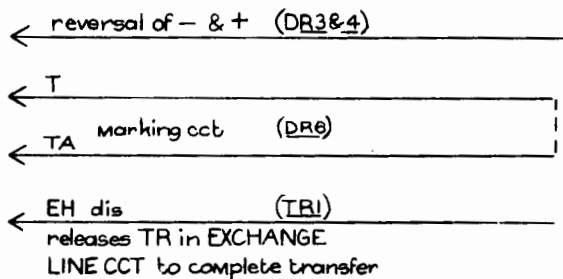 reversal of - & + (DR3&4)
T
TA Marking cct (DR6)
EH dis (TR1)
releases TR in EXCHANGE
LINE CCT to complete transfer